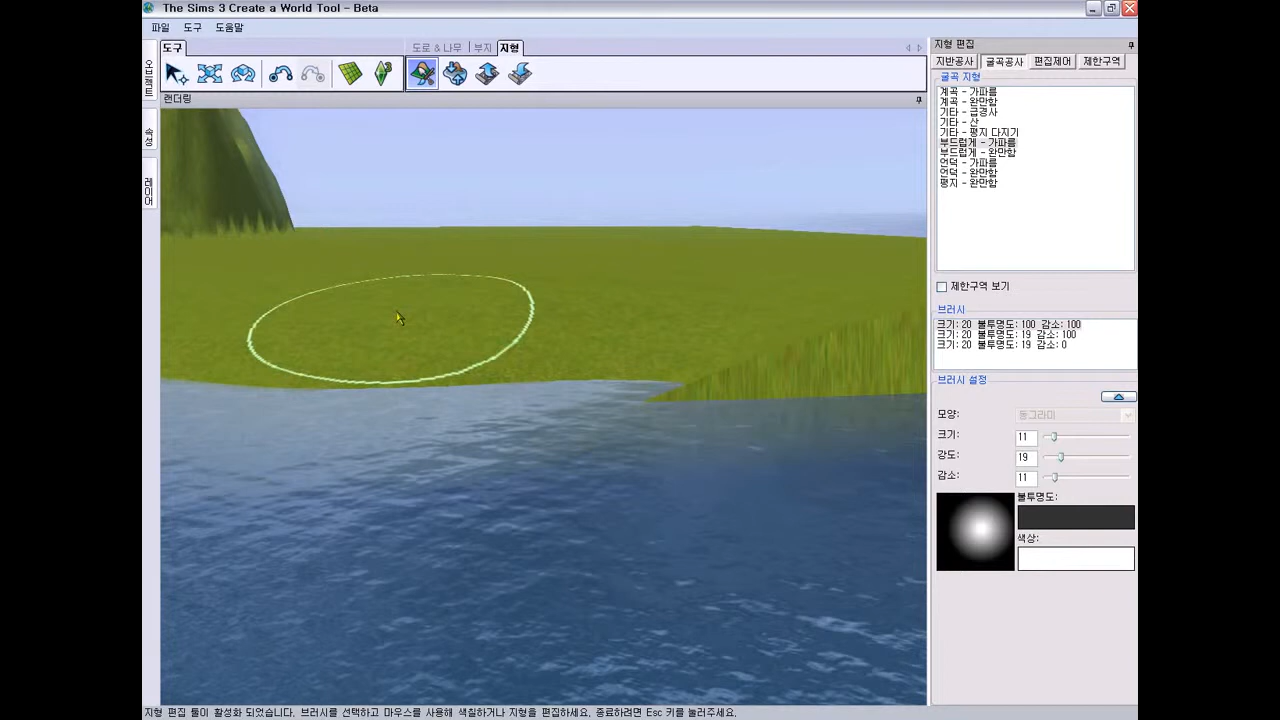 The Sims 3 Create a World Tool - Beta
파일 도구 도움말
도구
도로 & 나무 부지 지형
오브젝트
속성
레이어
렌더링
지형 편집
기반공사 굴곡공사 편집제어 제한구역
굴곡 지형
계곡 - 가파름
계곡 - 완만함
기타 - 급경사
기타 - 산
기타 - 평지 다지기
부드럽게 - 가파름
부드럽게 - 완만함
언덕 - 가파름
언덕 - 완만함
평지 - 완만함
제한구역 보기
브러시
크기: 20 불투명도: 100 감소: 100
크기: 20 불투명도: 19 감소: 100
크기: 20 불투명도: 19 감소: 0
브러시 설정
모양: 동그라미
크기: 11
강도: 19
감소: 11
불투명도:
색상:
지형 편집 툴이 활성화 되었습니다. 브러시를 선택하고 마우스를 사용해 색칠하거나 지형을 편집하세요. 종료하려면 Esc 키를 눌러주세요.